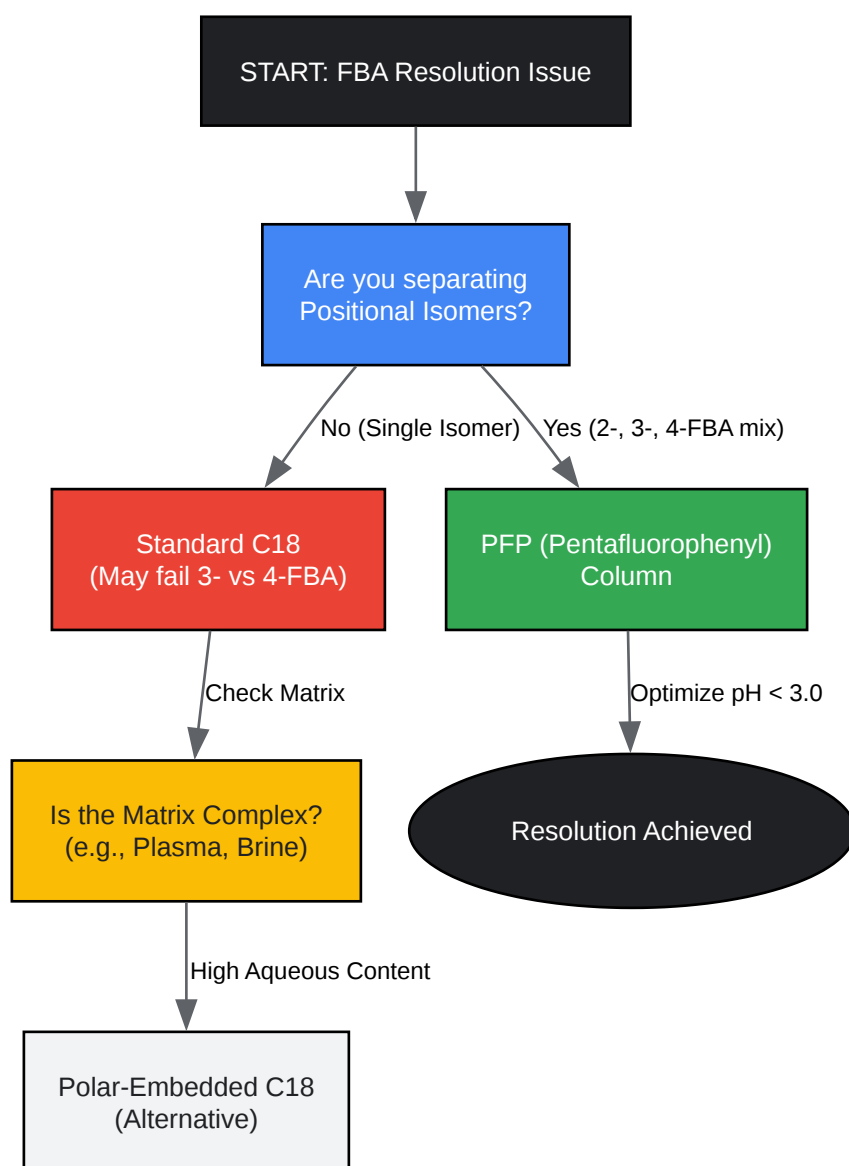 START: FBA Resolution Issue
Are you separating
Positional Isomers?
No (Single Isomer)
Yes (2-, 3-, 4-FBA mix)
Standard C18
(May fail 3- vs 4-FBA)
PFP (Pentafluorophenyl)
Column
Check Matrix
Optimize pH < 3.0
Is the Matrix Complex?
(e.g., Plasma, Brine)
Resolution Achieved
High Aqueous Content
Polar-Embedded C18
(Alternative)